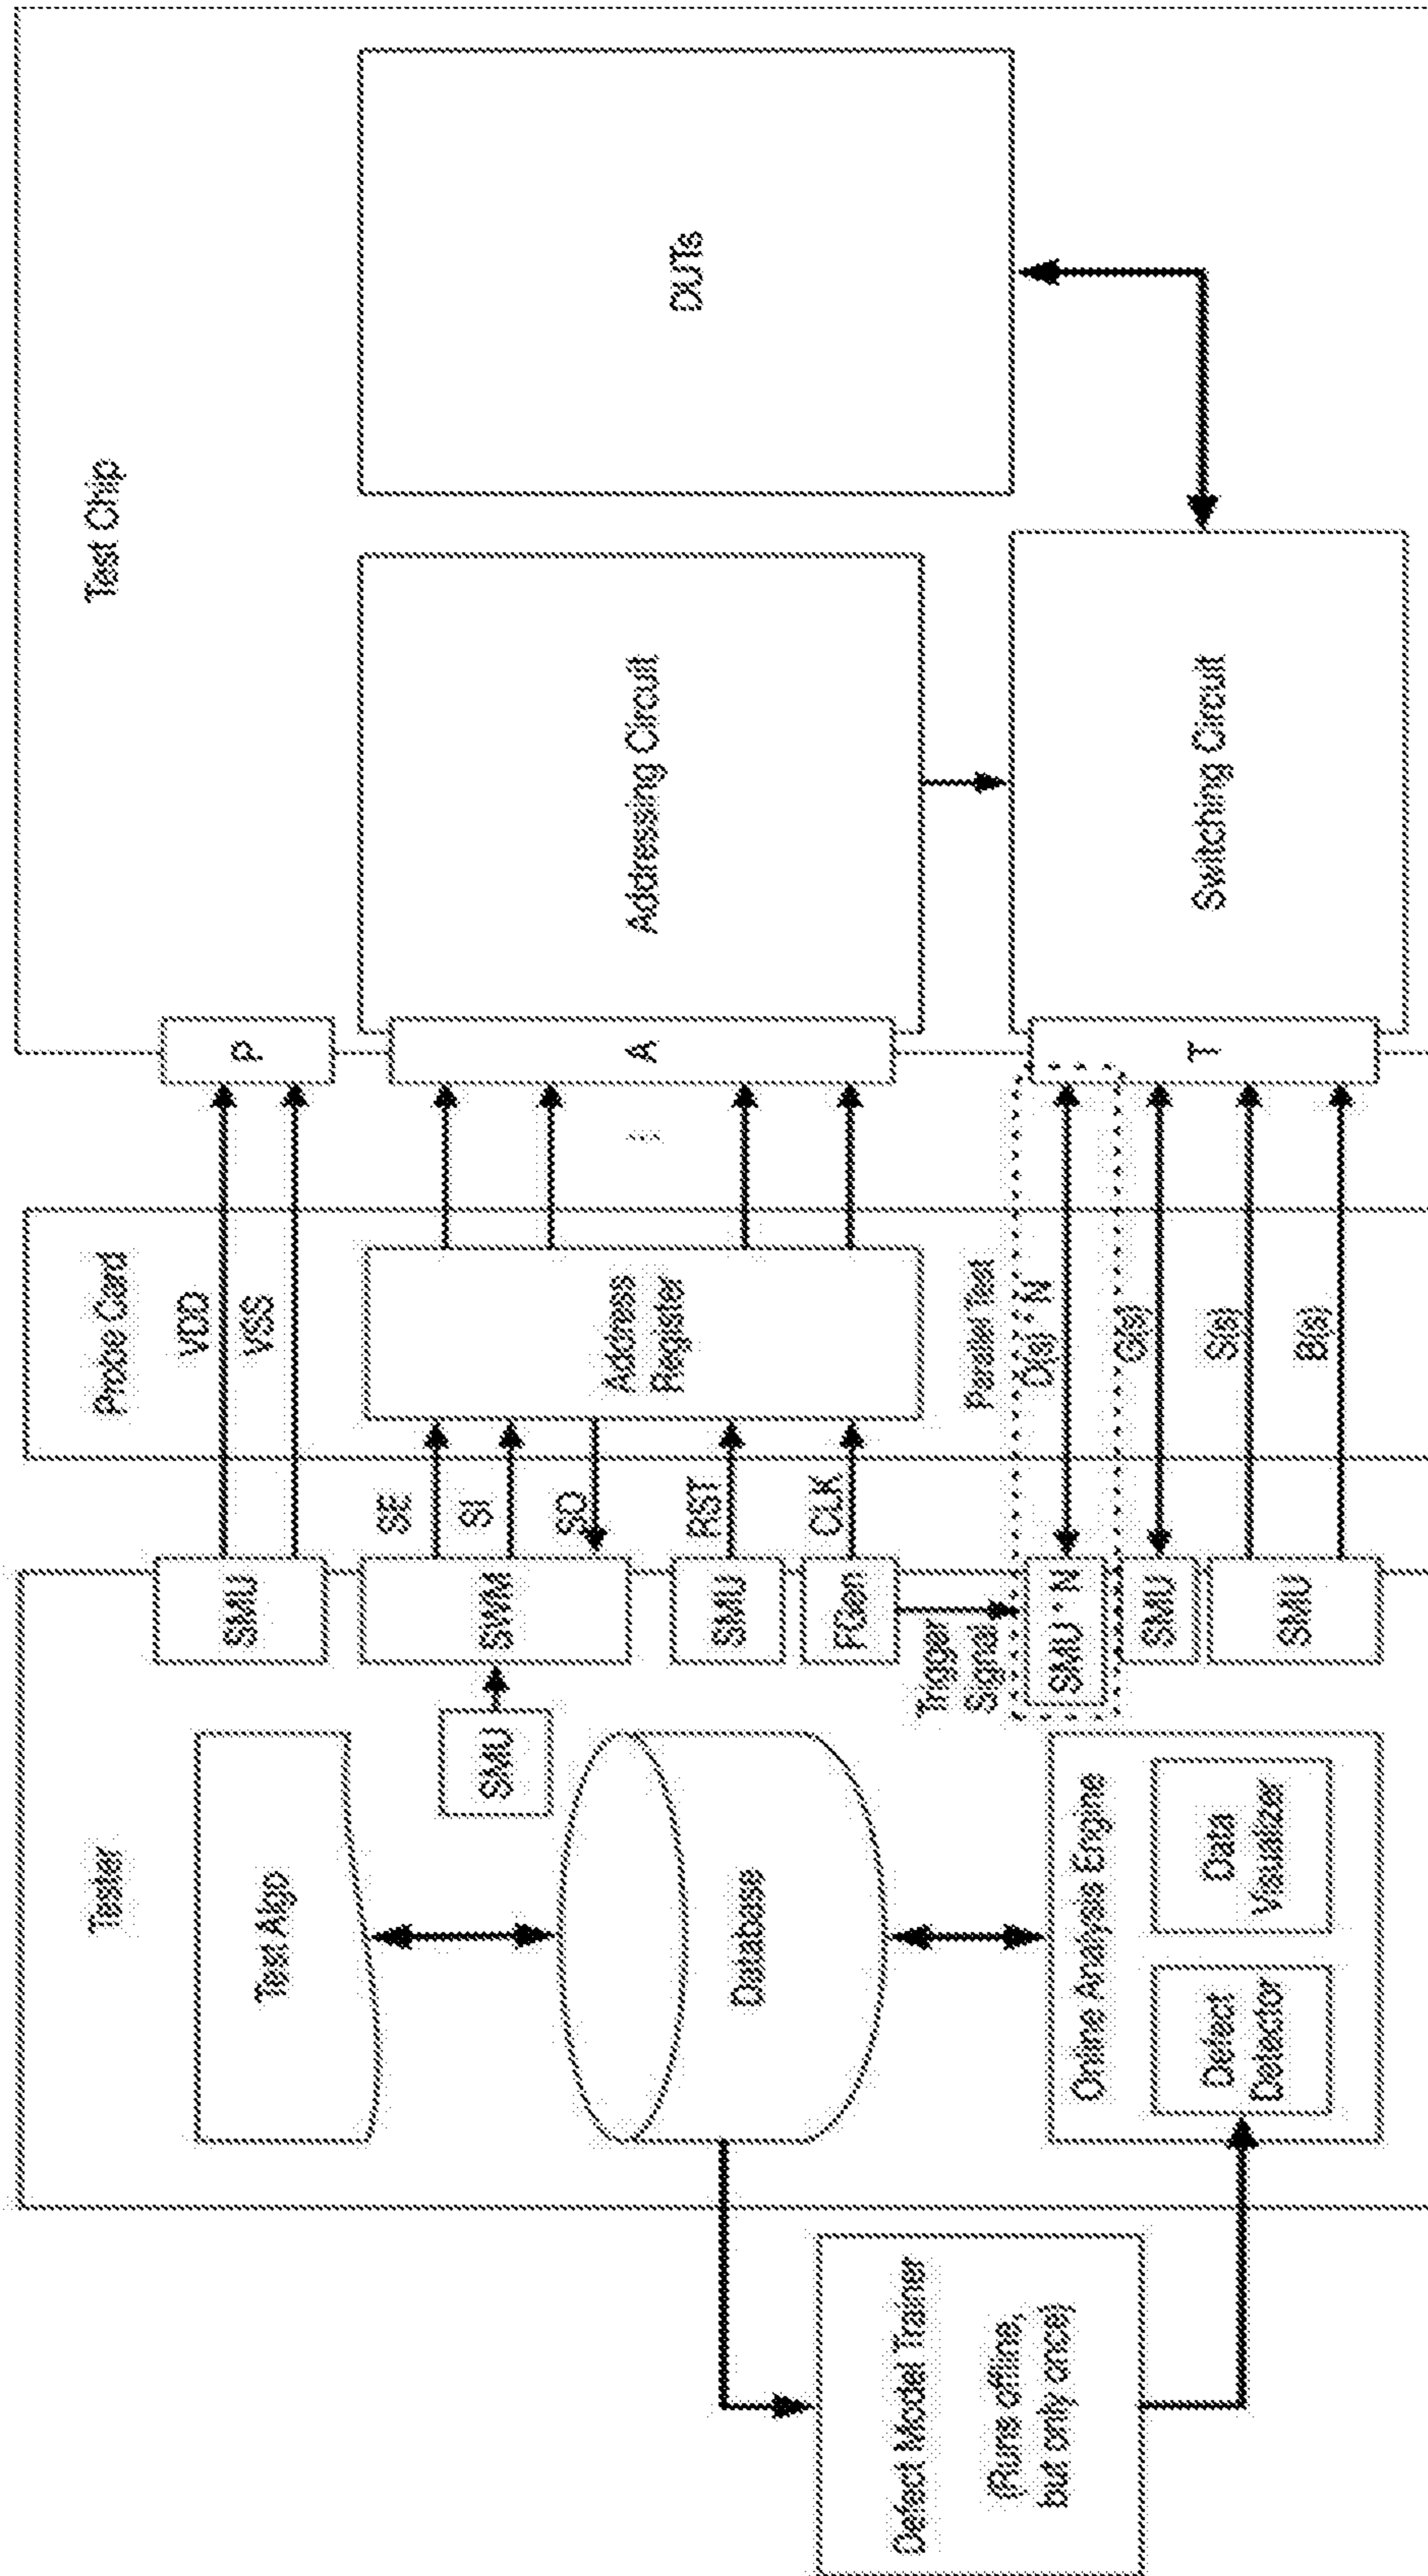 Tester
Test Algo
SMU
Database
Online Analysis Engine
Defect
Detector
Data
Visualizer
Defect Model Trainer
(Runs offline,
but only once)
SMU
SWM
SMU
FGen
Trigger
Signal
SMU * N
SMU
SMU
Probe Card
VDD
VSS
SE
SI
SO
RST
CLK
Address
Register
Parallel Test
D(s) * N
G(s)
S(s)
B(s)
Test Chip
P
A
T
Addressing Circuit
Switching Circuit
DUTs